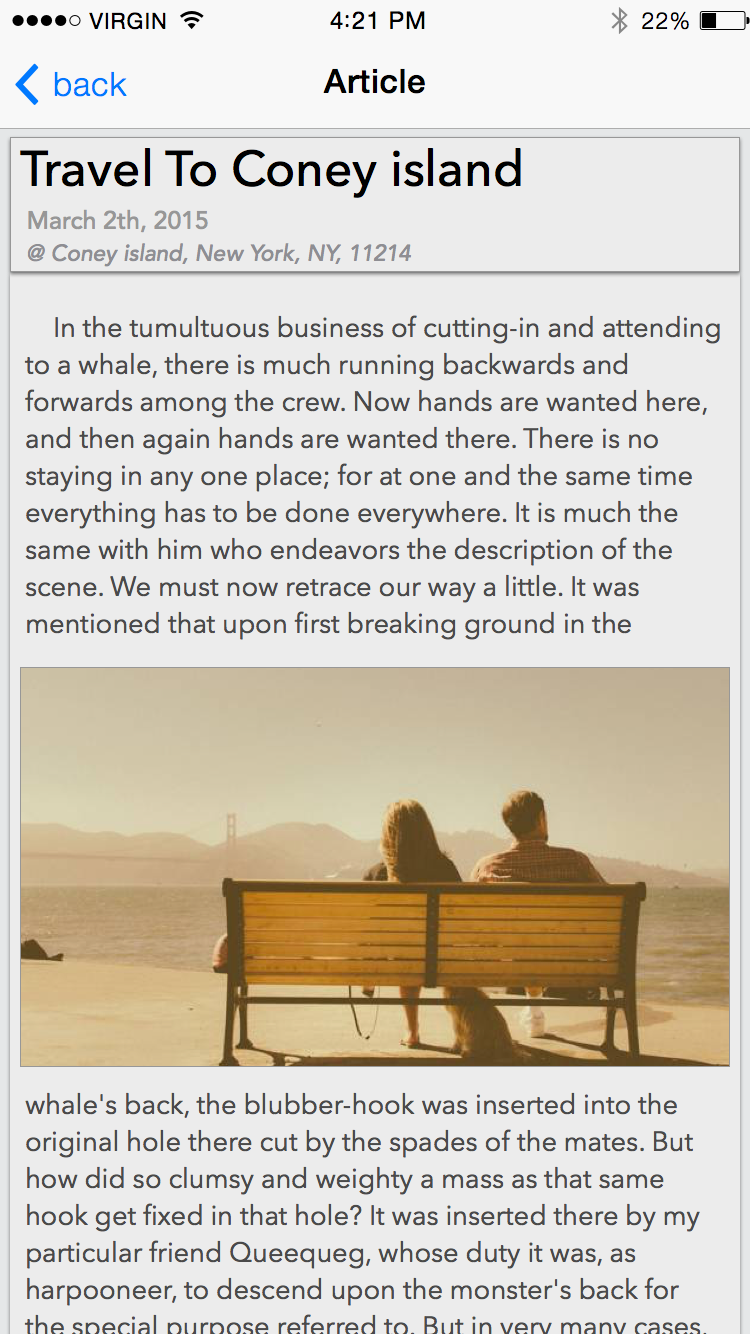 VIRGIN 4:21 PM 22%
back Article
Travel To Coney island
March 2th, 2015
@ Coney island, New York, NY, 11214
In the tumultuous business of cutting-in and attending
to a whale, there is much running backwards and
forwards among the crew. Now hands are wanted here,
and then again hands are wanted there. There is no
staying in any one place; for at one and the same time
everything has to be done everywhere. It is much the
same with him who endeavors the description of the
scene. We must now retrace our way a little. It was
mentioned that upon first breaking ground in the
whale's back, the blubber-hook was inserted into the
original hole there cut by the spades of the mates. But
how did so clumsy and weighty a mass as that same
hook get fixed in that hole? It was inserted there by my
particular friend Queequeg, whose duty it was, as
harpooneer, to descend upon the monster's back for
the special purpose referred to. But in very many cases,